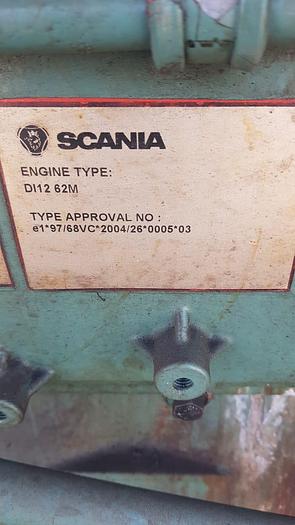 SCANIA
ENGINE TYPE:
DI12 62M
TYPE APPROVAL NO :
e1*97/68VC*2004/26*0005*03